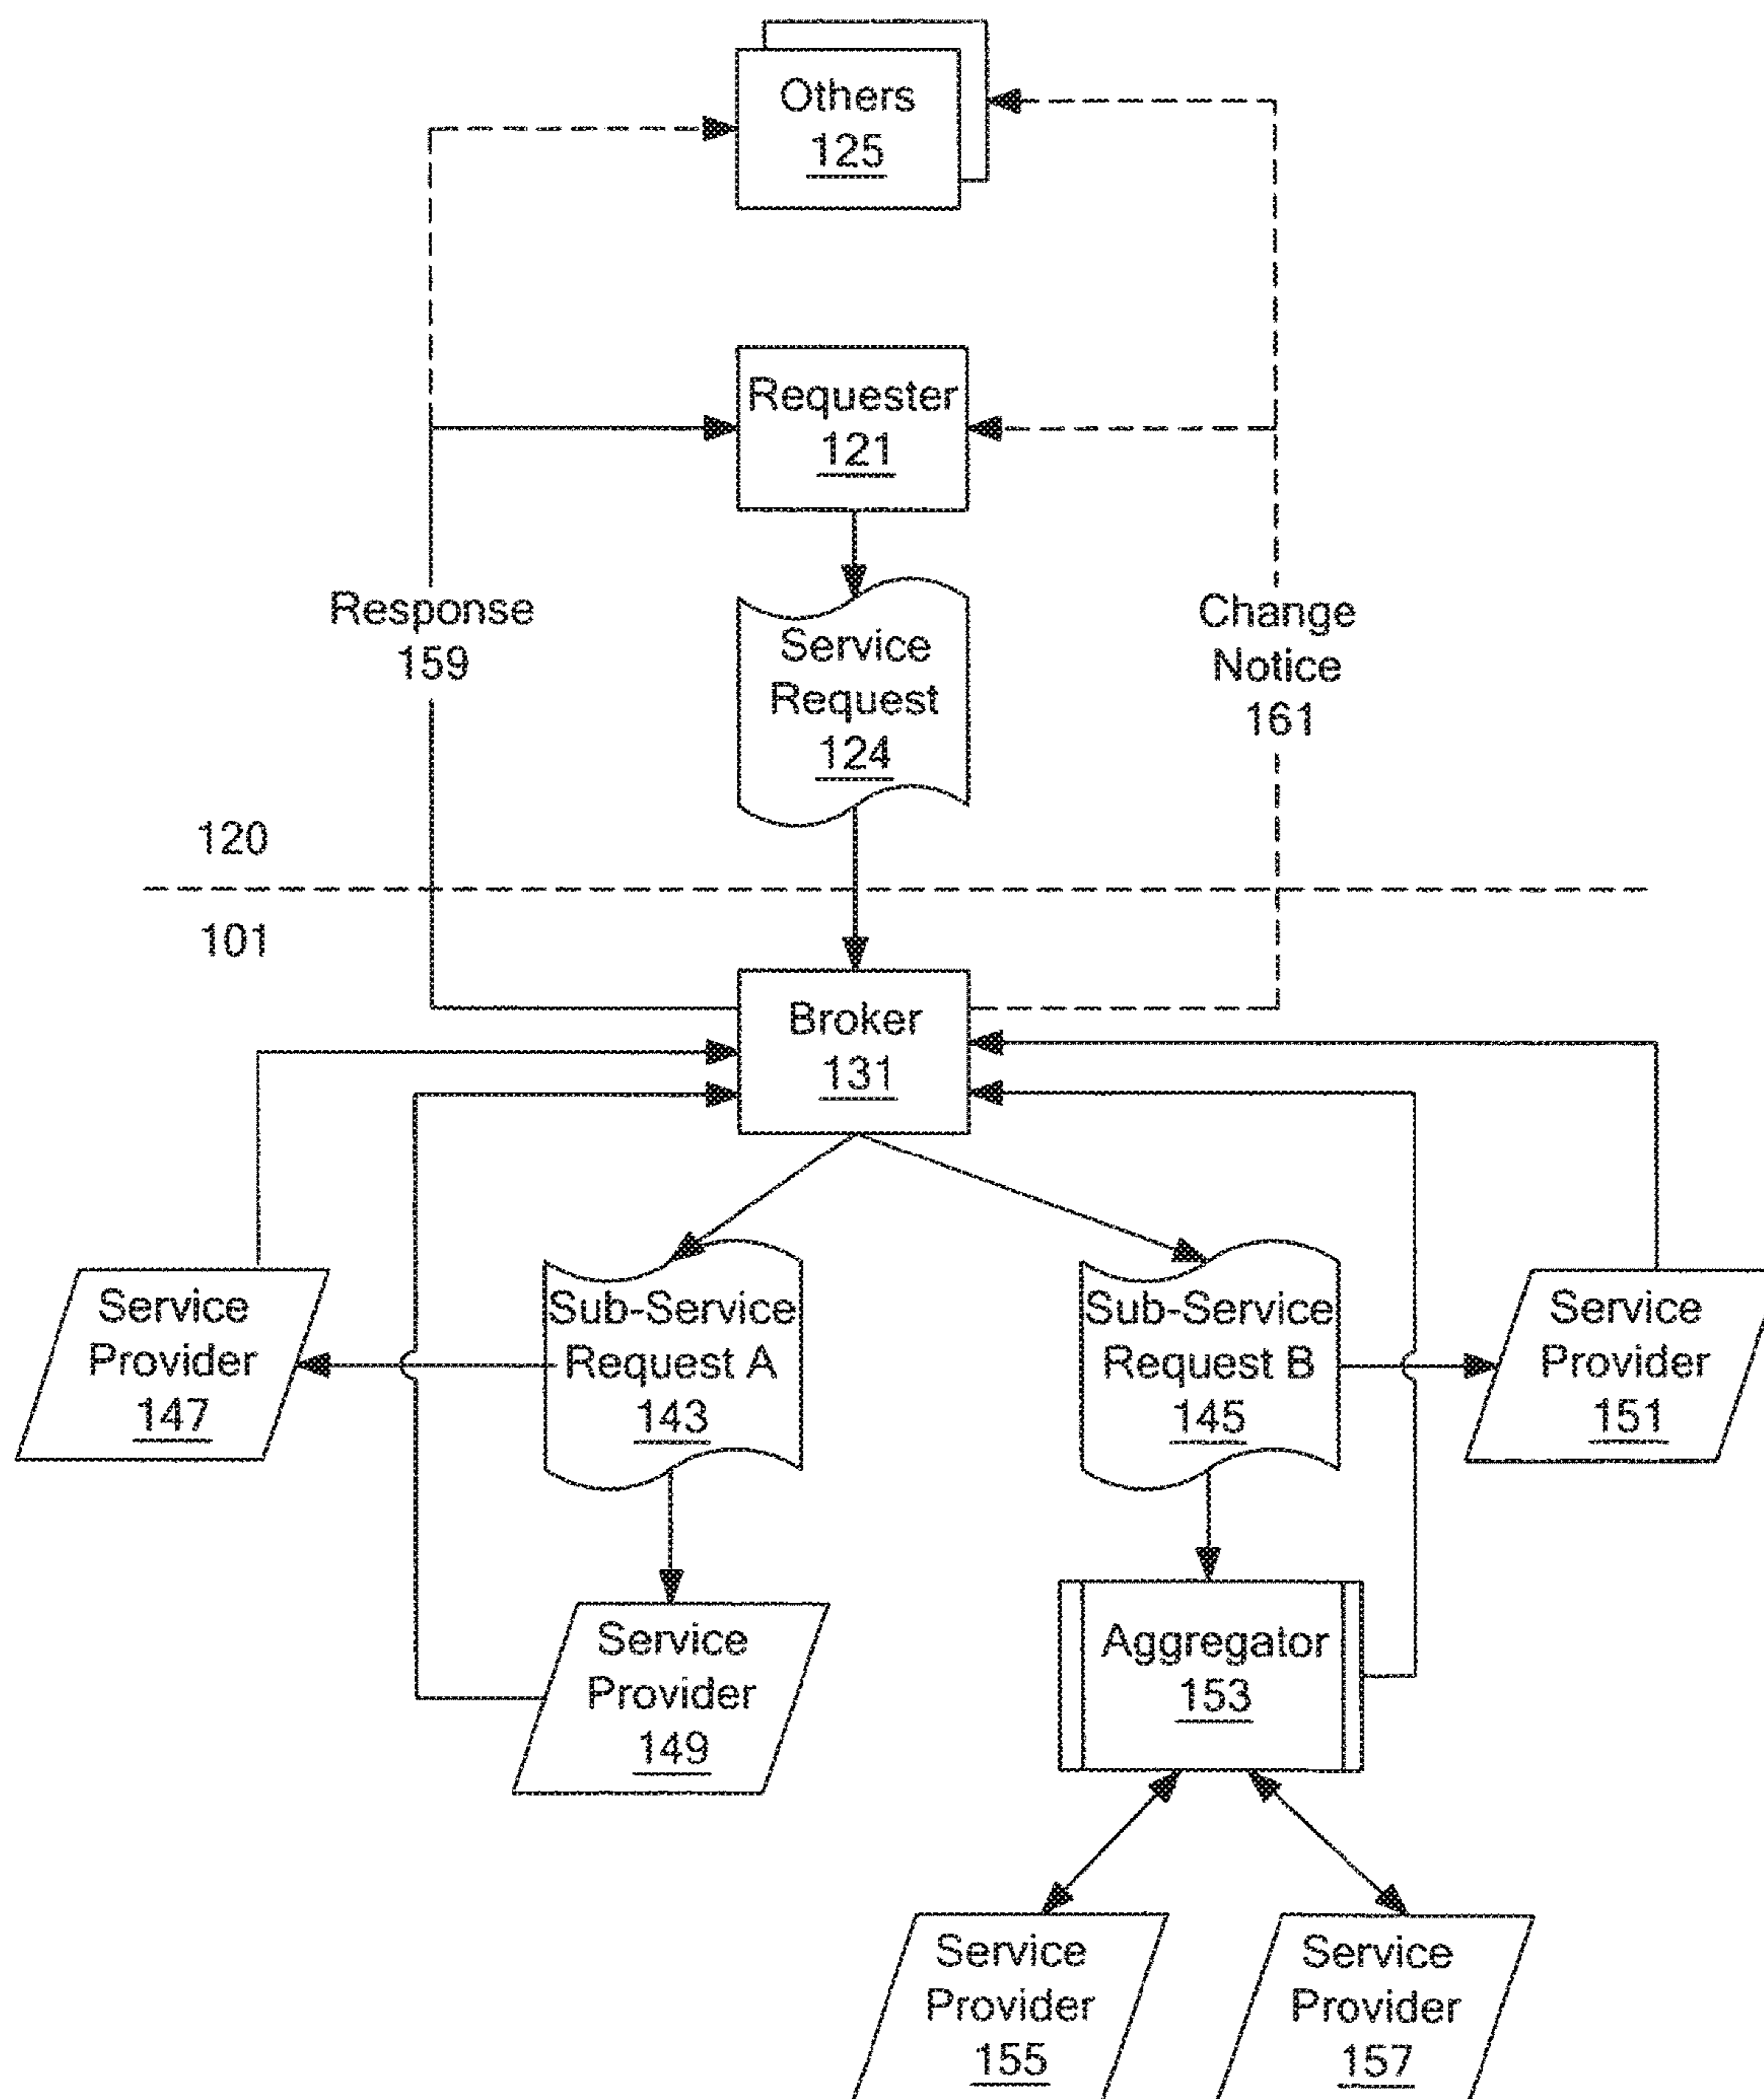 Others
125
Requester
121
Response
159
Service
Request
124
Change
Notice
161
120
101
Broker
131
Service
Provider
147
Sub-Service
Request A
143
Sub-Service
Request B
145
Service
Provider
151
Service
Provider
149
Aggregator
153
Service
Provider
155
Service
Provider
157